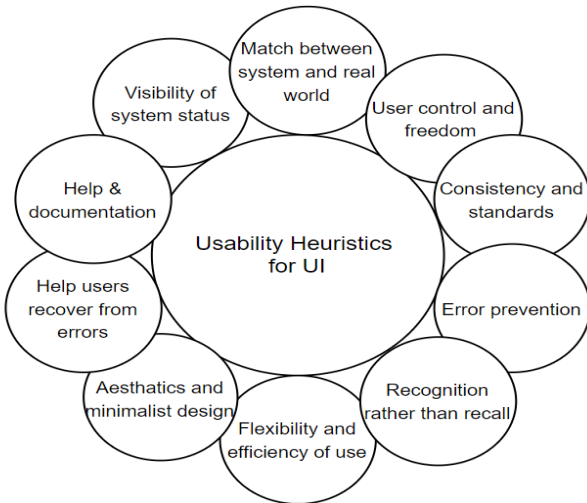 Match between
system and real
world
Visibility of
system status
User control and
freedom
Help &
documentation
Consistency and
standards
Usability Heuristics
for UI
Help users
recover from
errors
Error prevention
Aesthatics and
minimalist design
Recognition
rather than recall
Flexibility and
efficiency of use